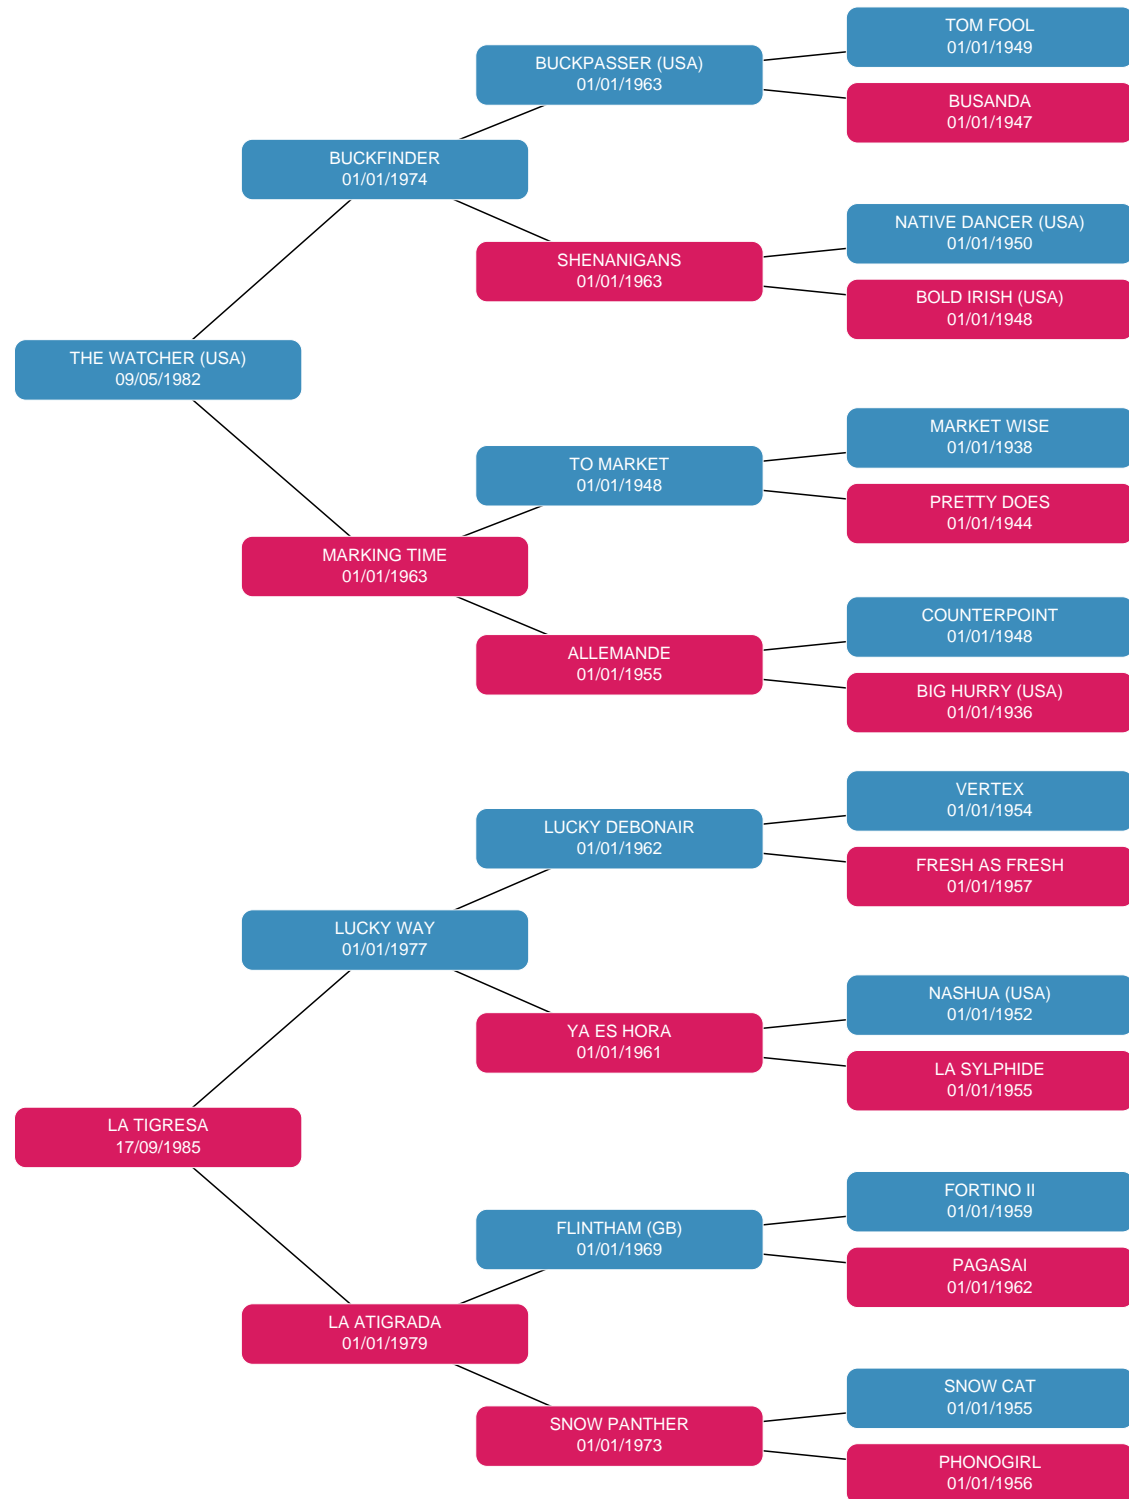 TOM FOOL
01/01/1949
BUCKPASSER (USA)
01/01/1963
BUSANDA
01/01/1947
BUCKFINDER
01/01/1974
NATIVE DANCER (USA)
01/01/1950
SHENANIGANS
01/01/1963
BOLD IRISH (USA)
01/01/1948
THE WATCHER (USA)
09/05/1982
MARKET WISE
01/01/1938
TO MARKET
01/01/1948
PRETTY DOES
01/01/1944
MARKING TIME
01/01/1963
COUNTERPOINT
01/01/1948
ALLEMANDE
01/01/1955
BIG HURRY (USA)
01/01/1936
VERTEX
01/01/1954
LUCKY DEBONAIR
01/01/1962
FRESH AS FRESH
01/01/1957
LUCKY WAY
01/01/1977
NASHUA (USA)
01/01/1952
YA ES HORA
01/01/1961
LA SYLPHIDE
01/01/1955
LA TIGRESA
17/09/1985
FORTINO II
01/01/1959
FLINTHAM (GB)
01/01/1969
PAGASAI
01/01/1962
LA ATIGRADA
01/01/1979
SNOW CAT
01/01/1955
SNOW PANTHER
01/01/1973
PHONOGIRL
01/01/1956